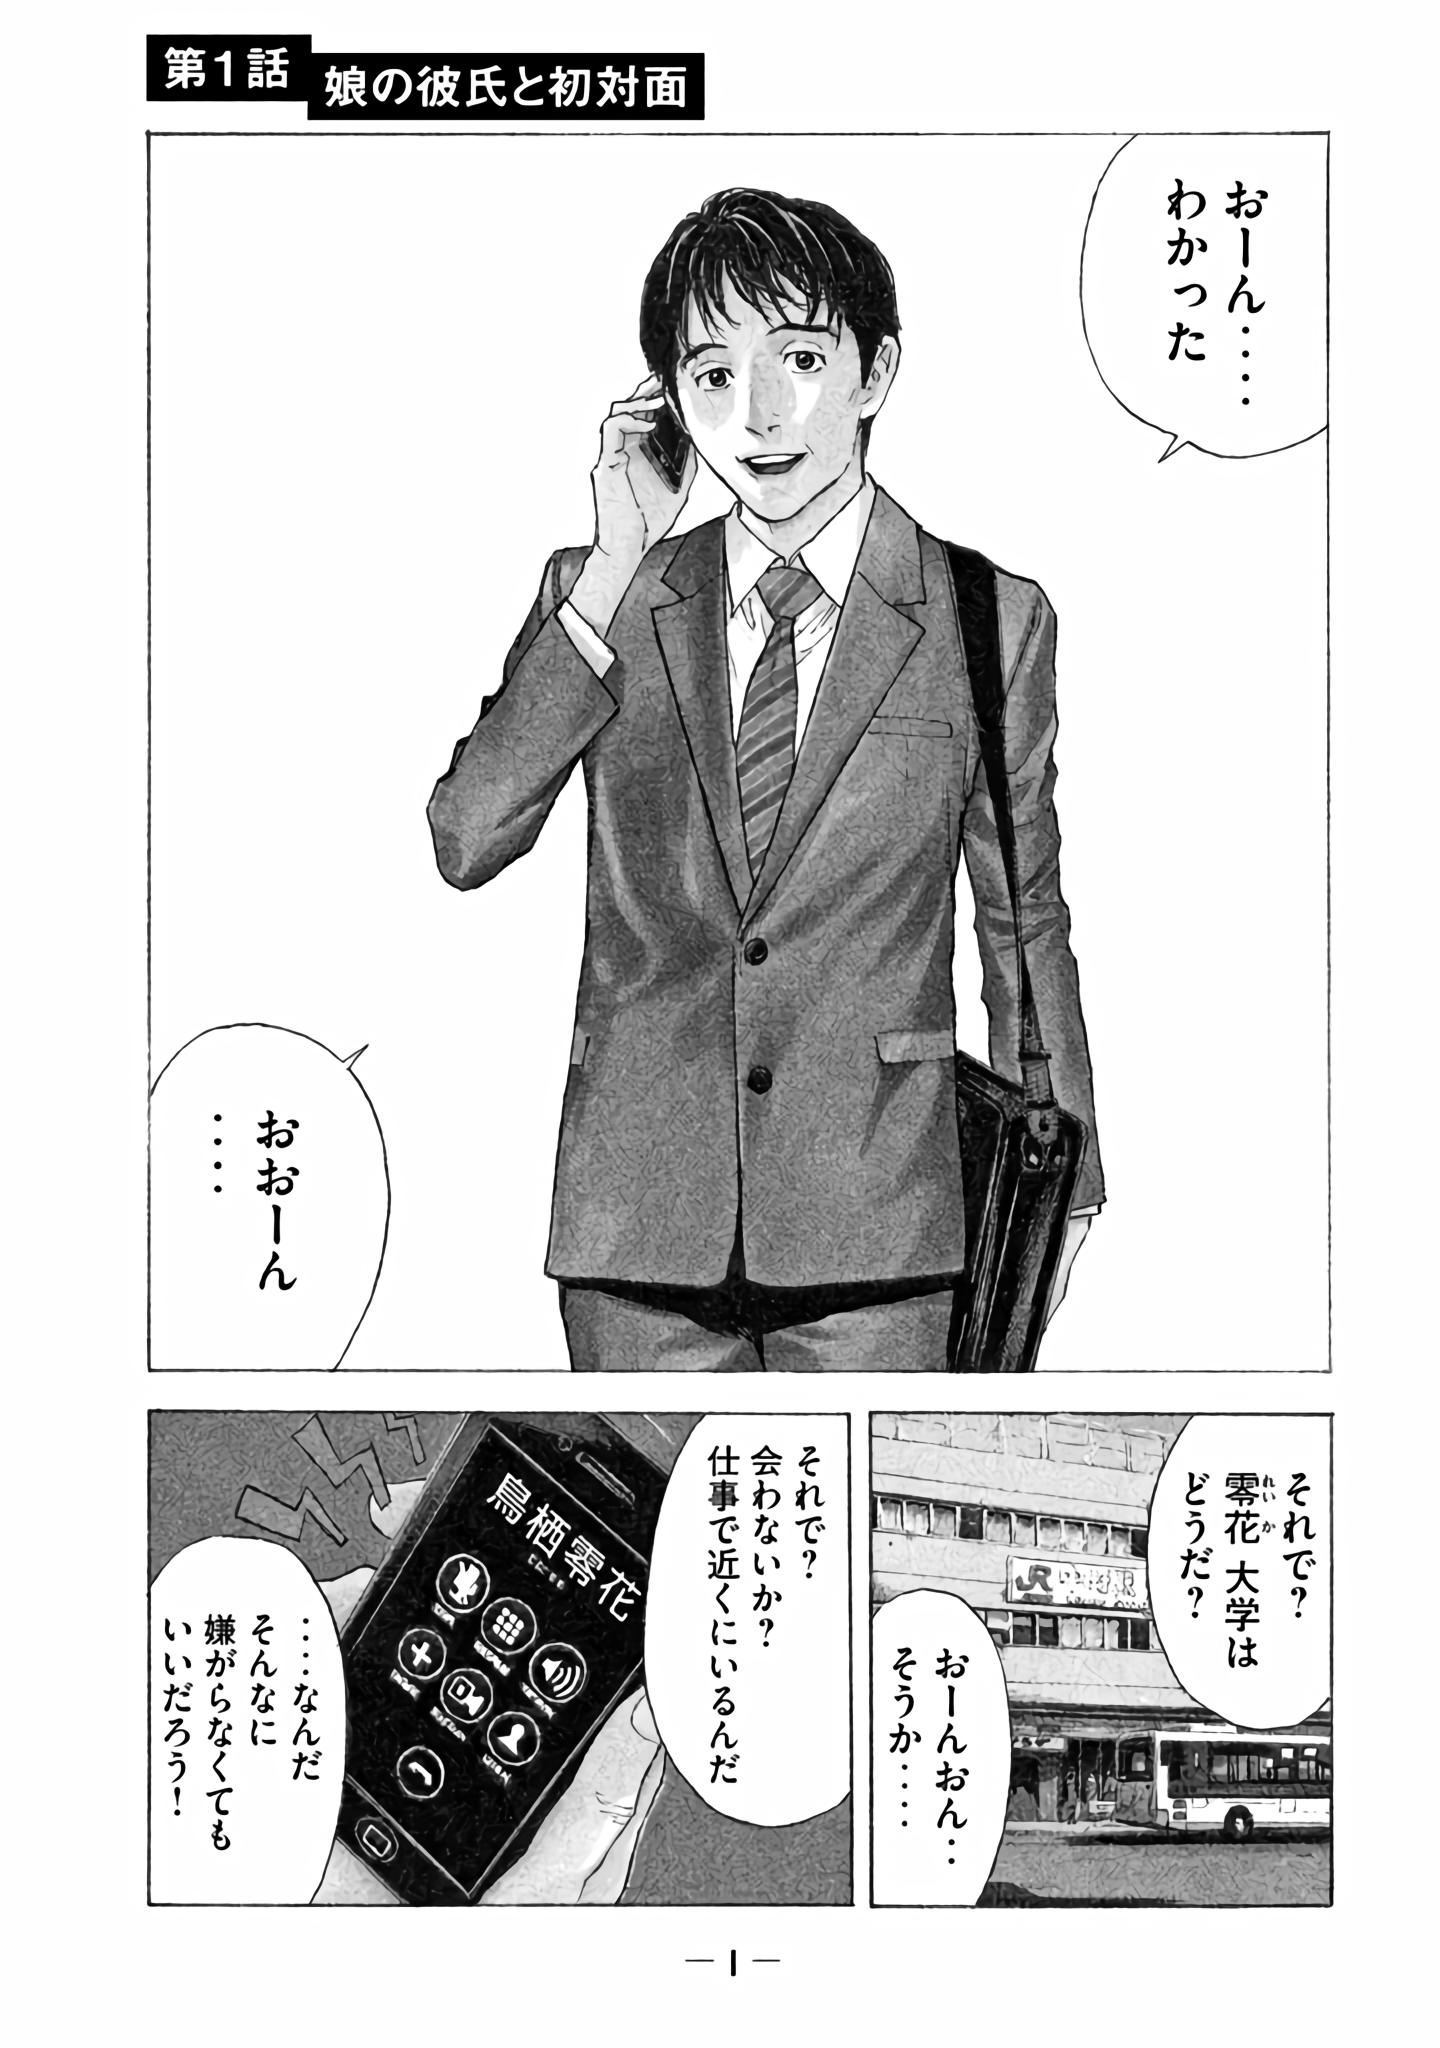 第1話
娘の彼氏と初対面
おーん‥‥
わかった
おおーん
‥‥
それで?
零花 大学は
どうだ?
れいか
おーんおん‥
そうか‥‥
JR
それで?
会わないか?
仕事で近くにいるんだ
鳥栖零花
‥‥なんだ
そんなに
嫌がらなくても
いいだろう!
— 1 —